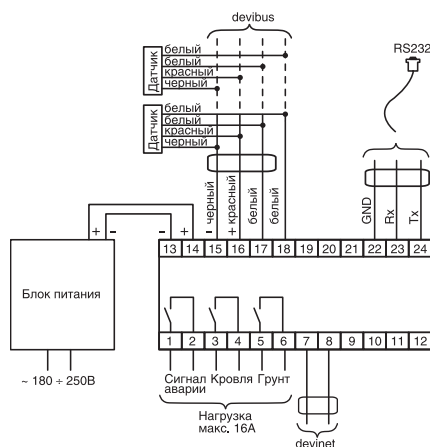 devibus
RS232
Датчик
белый
белый
красный
черный
Датчик
белый
белый
красный
черный
черный
красный
белый
белый
GND
Rx
Tx
+ - - + - +
13 14 15 16 17 18 19 20 21 22 23 24
Блок питания
1 2 3 4 5 6 7 8 9 10 11 12
~ 180 ÷ 250В
Сигнал аварии
Кровля
Грунт
Нагрузка
макс. 16А
devinet